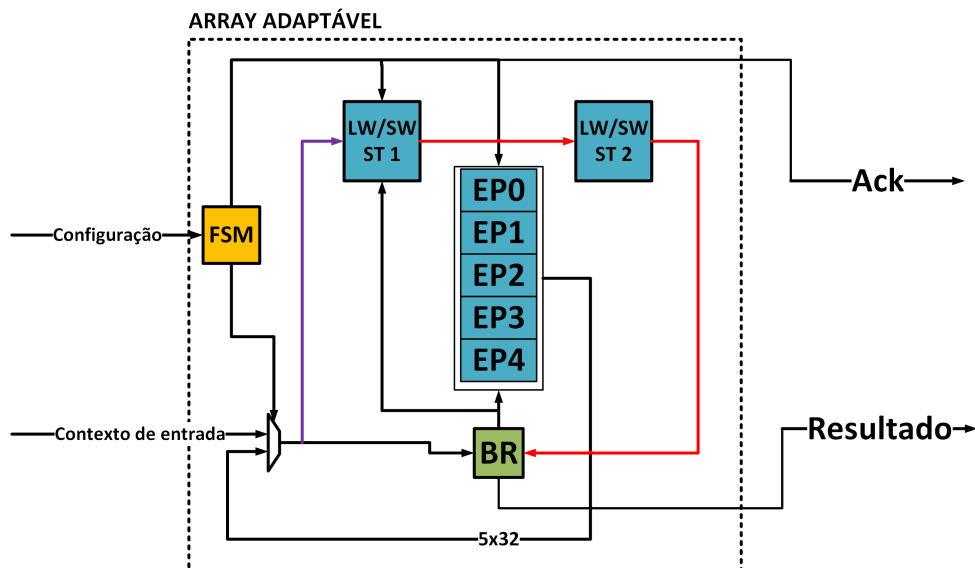 ARRAY ADAPTÁVEL
LW/SW
ST 1
LW/SW
ST 2
EP0
EP1
EP2
EP3
EP4
Ack
Configuração
FSM
Contexto de entrada
BR
Resultado
5x32